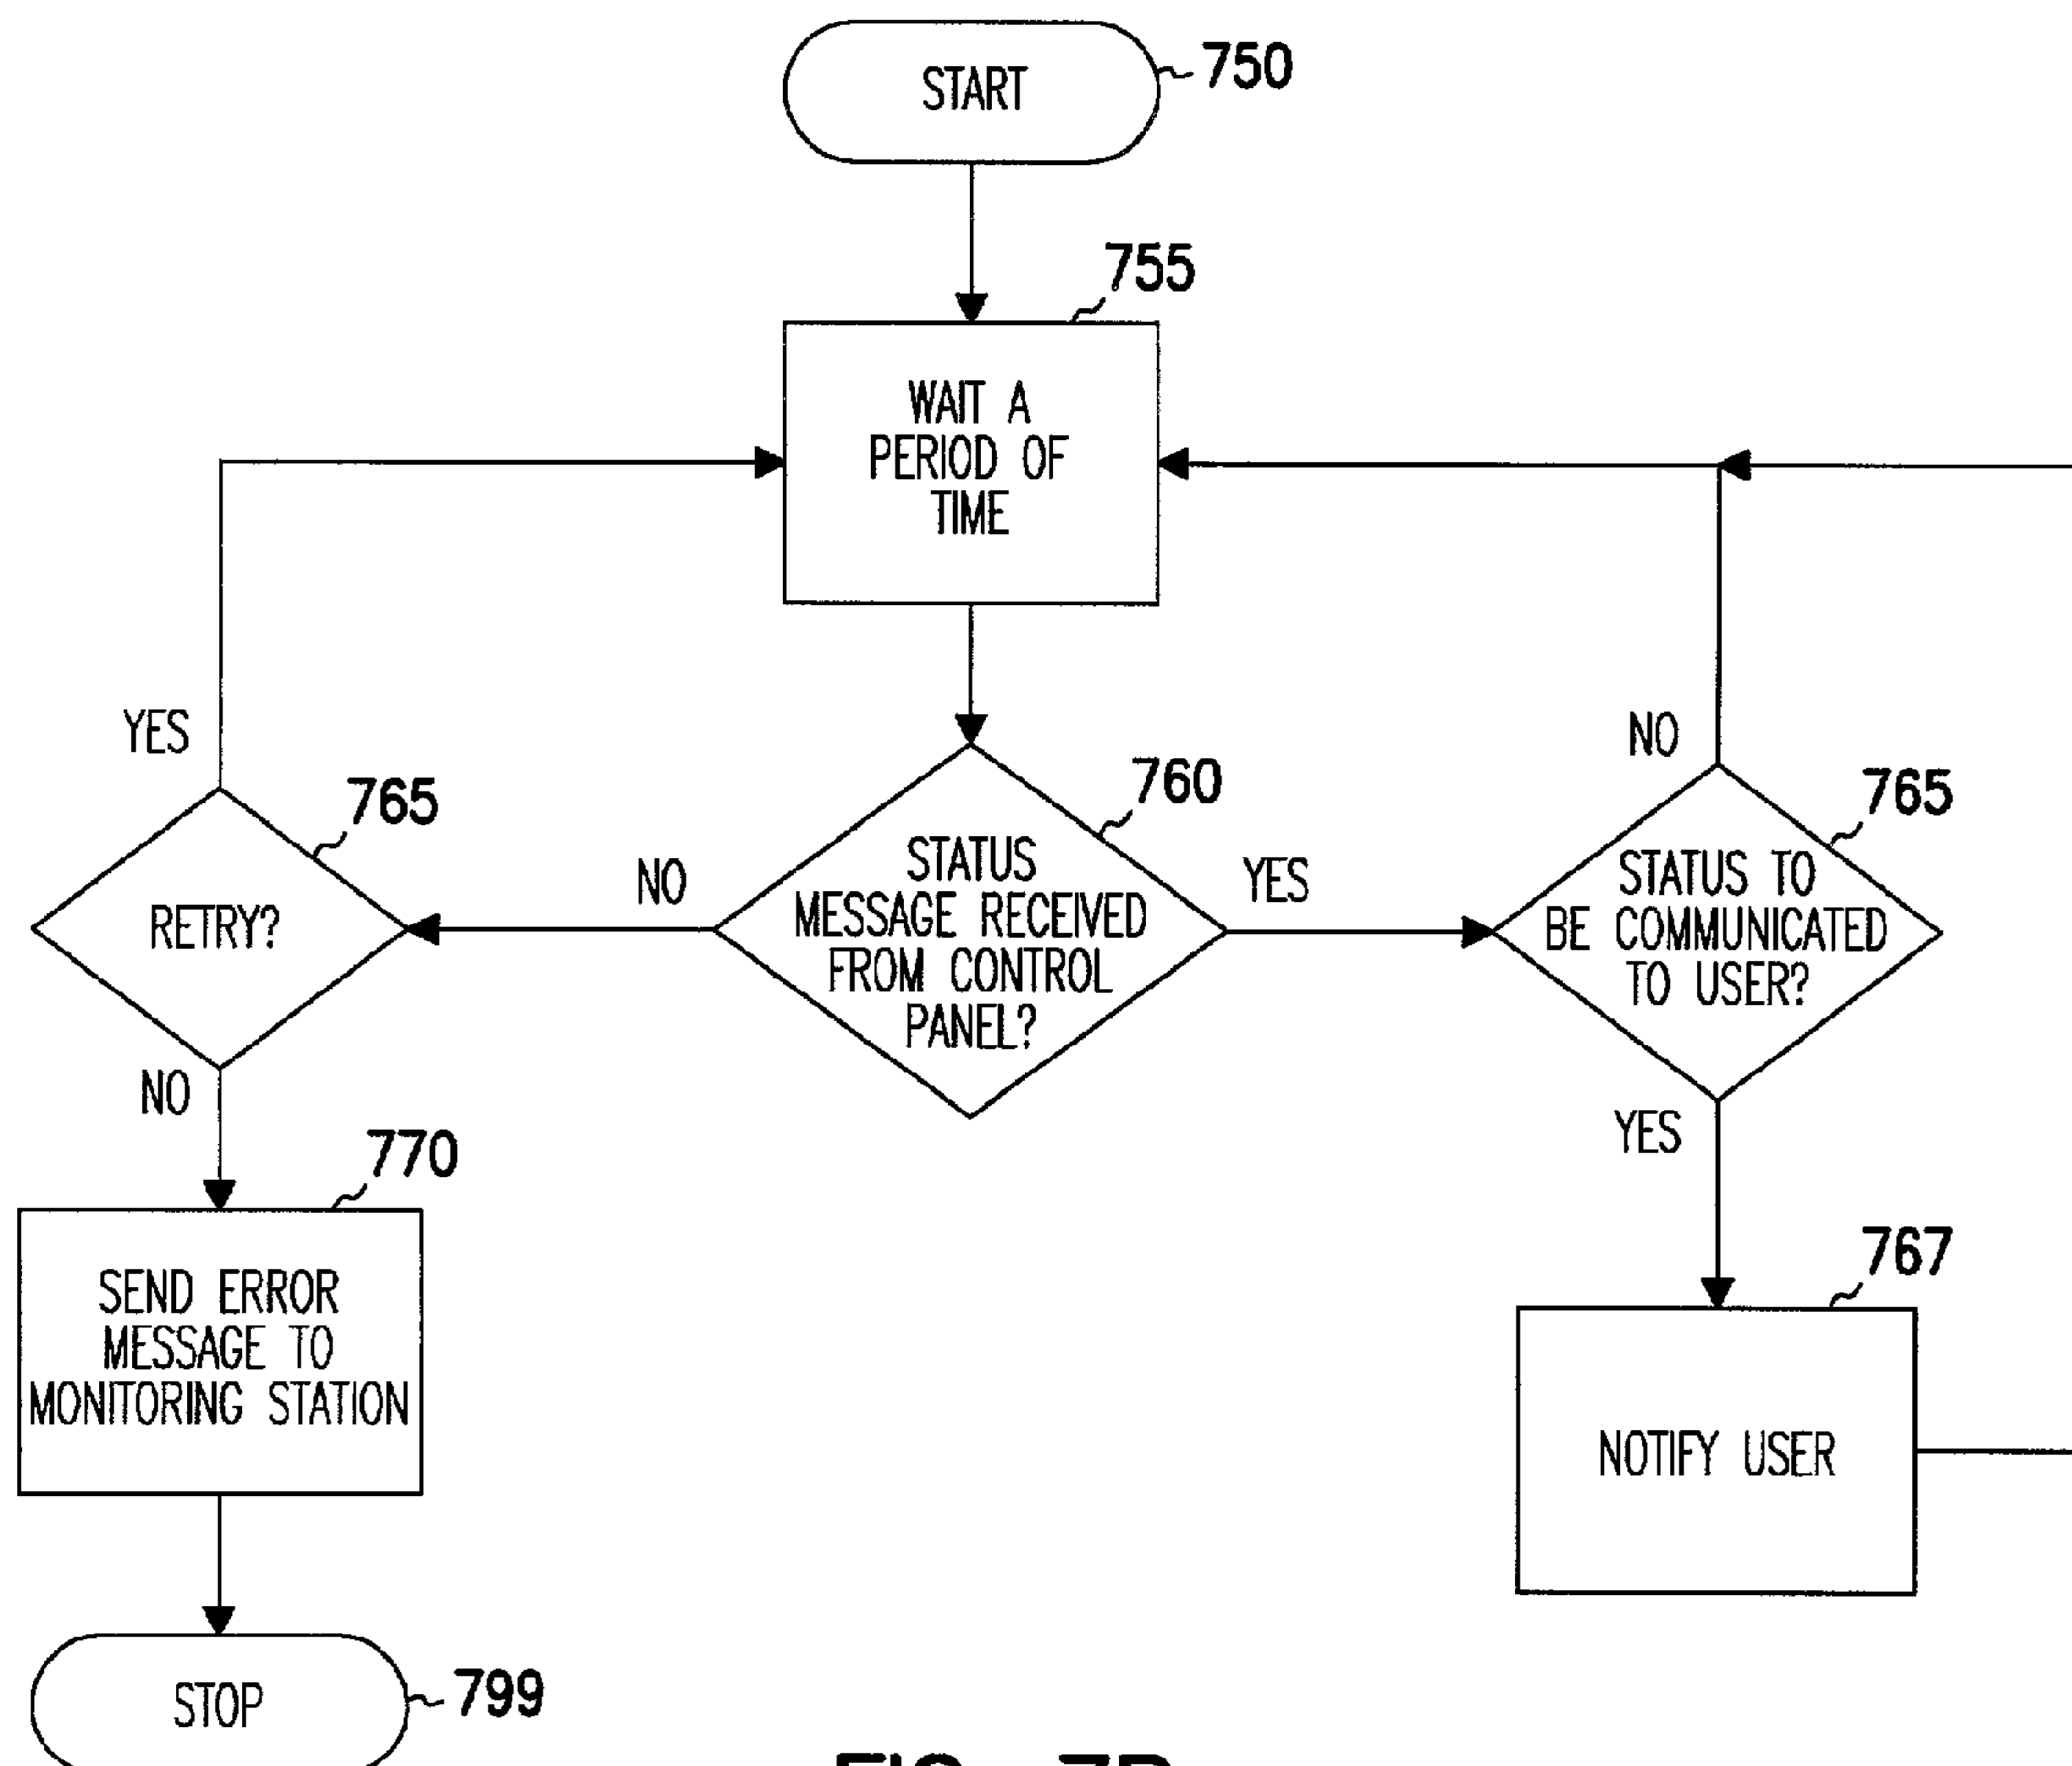 START
750
755
WAIT A
PERIOD OF
TIME
YES
NO
765
760
765
RETRY?
NO
STATUS
MESSAGE RECEIVED
FROM CONTROL
PANEL?
YES
STATUS TO
BE COMMUNICATED
TO USER?
NO
YES
770
767
SEND ERROR
MESSAGE TO
MONITORING STATION
NOTIFY USER
STOP
799